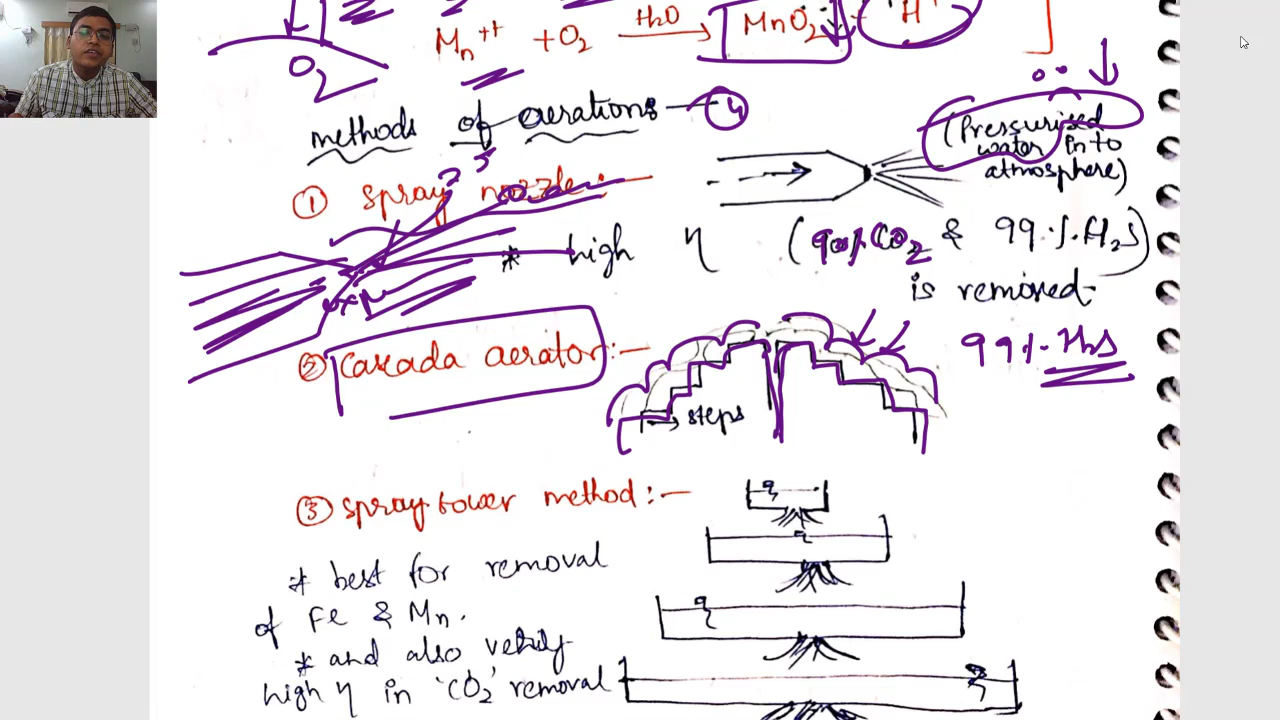 O2
Mn++ + O2 H2O MnO2↓ + H+
methods of aerations — 4
(Pressurised
water into
atmosphere)
① spray nozzle :—
* high η (90% CO2 & 99.% H2S)
is removed
99% H2S
② Cascada aerator :—
→ steps
③ spray tower method :—
* best for removal
of Fe & Mn.
* and also
high η in 'CO2' removal